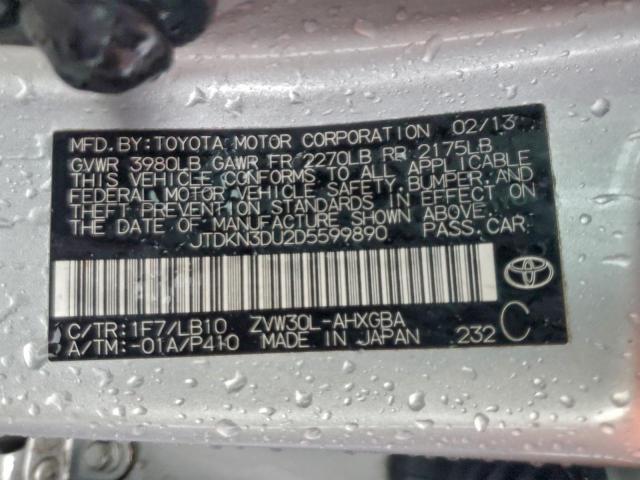 MFD. BY: TOYOTA MOTOR CORPORATION 02/13
GVWR 3980LB GAWR FR 2270LB RR 2175LB
THIS VEHICLE CONFORMS TO ALL APPLICABLE
FEDERAL MOTOR VEHICLE SAFETY, BUMPER, AND
THEFT PREVENTION STANDARDS IN EFFECT ON
THE DATE OF MANUFACTURE SHOWN ABOVE.
JTDKN3DU2D5599890 PASS. CAR
C/TR: 1F7/LB10 ZVW30L-AHXGBA C
A/TM: -01A/P410 MADE IN JAPAN 232